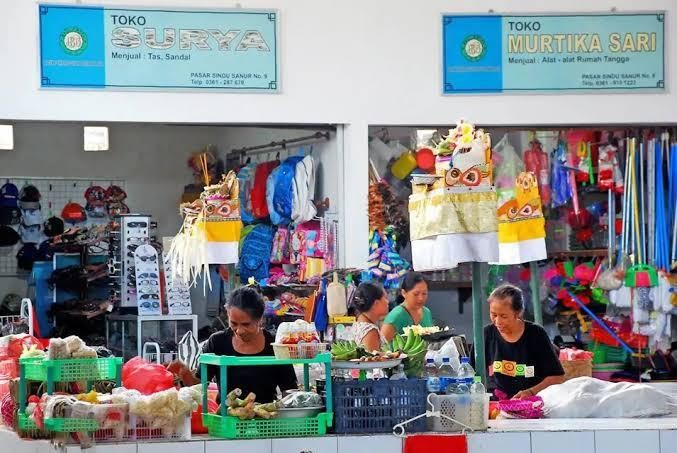 TOKO
SURYA
Menjual : Tas, Sandal
PASAR SINDU SANUR No. 9
TOKO
MURTIKA SARI
Menjual : Alat - alat Rumah Tangga
PASAR SINDU SANUR No. 8